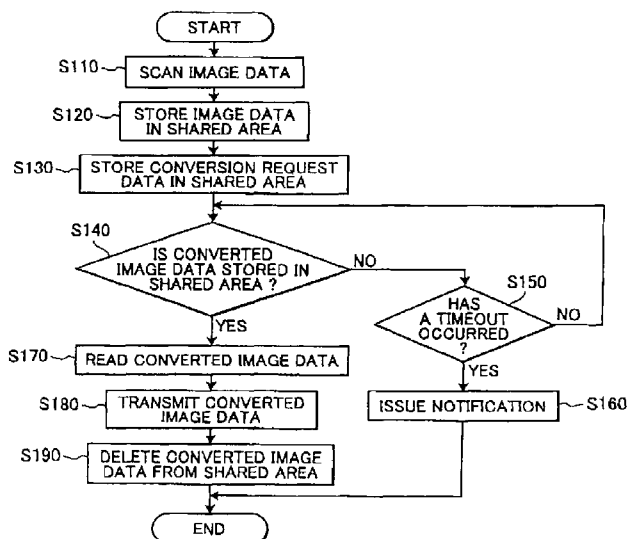 START
S110
SCAN IMAGE DATA
S120
STORE IMAGE DATA
IN SHARED AREA
S130
STORE CONVERSION REQUEST
DATA IN SHARED AREA
S140
IS CONVERTED
IMAGE DATA STORED IN
SHARED AREA ?
NO
YES
S150
HAS
A TIMEOUT
OCCURRED
?
NO
YES
S160
ISSUE NOTIFICATION
S170
READ CONVERTED IMAGE DATA
S180
TRANSMIT CONVERTED
IMAGE DATA
S190
DELETE CONVERTED IMAGE
DATA FROM SHARED AREA
END